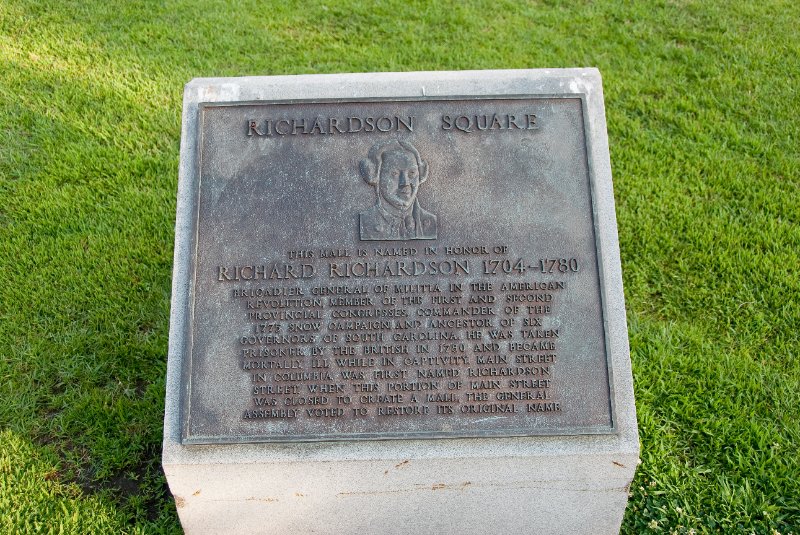 RICHARDSON SQUARE
THIS MALL IS NAMED IN HONOR OF
RICHARD RICHARDSON 1704~1780
BRIGADIER GENERAL OF MILITIA IN THE AMERICAN
REVOLUTION MEMBER OF THE FIRST AND SECOND
PROVINCIAL CONGRESSES, COMMANDER OF THE
1775 SNOW CAMPAIGN AND ANCESTOR OF SIX
GOVERNORS OF SOUTH CAROLINA. HE WAS TAKEN
PRISONER BY THE BRITISH IN 1780 AND BECAME
MORTALLY ILL WHILE IN CAPTIVITY. MAIN STREET
IN COLUMBIA WAS FIRST NAMED RICHARDSON
STREET. WHEN THIS PORTION OF MAIN STREET
WAS CLOSED TO CREATE A MALL, THE GENERAL
ASSEMBLY VOTED TO RESTORE ITS ORIGINAL NAME.